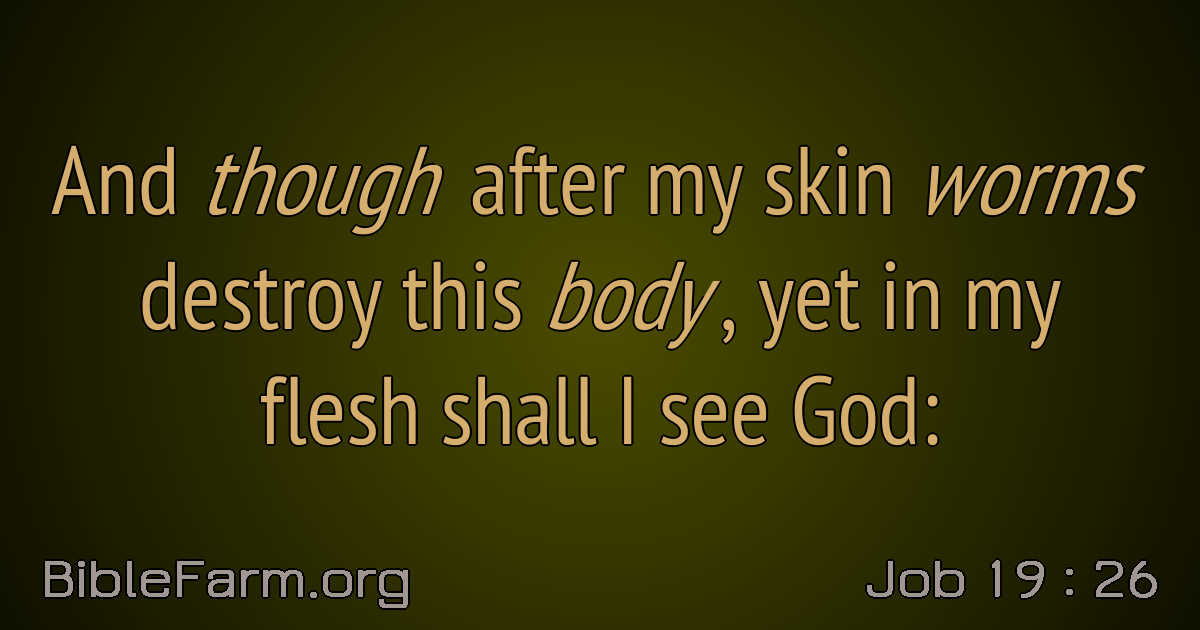 And though after my skin worms
destroy this body, yet in my
flesh shall I see God:
BibleFarm.org
Job 19 : 26